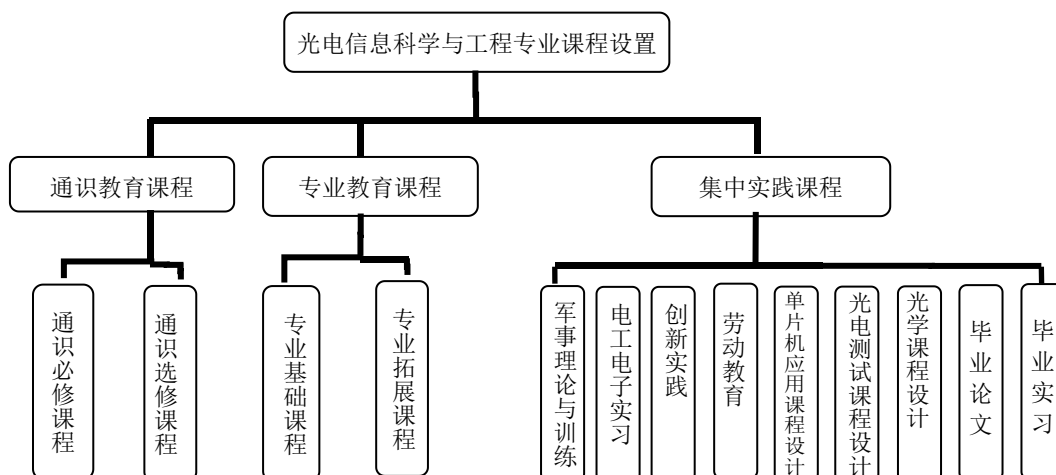 光电信息科学与工程专业课程设置
通识教育课程
专业教育课程
集中实践课程
通识必修课程
通识选修课程
专业基础课程
专业拓展课程
军事理论与训练
电工电子实习
创新实践
劳动教育
单片机应用课程设计
光电测试课程设计
光学课程设计
毕业论文
毕业实习